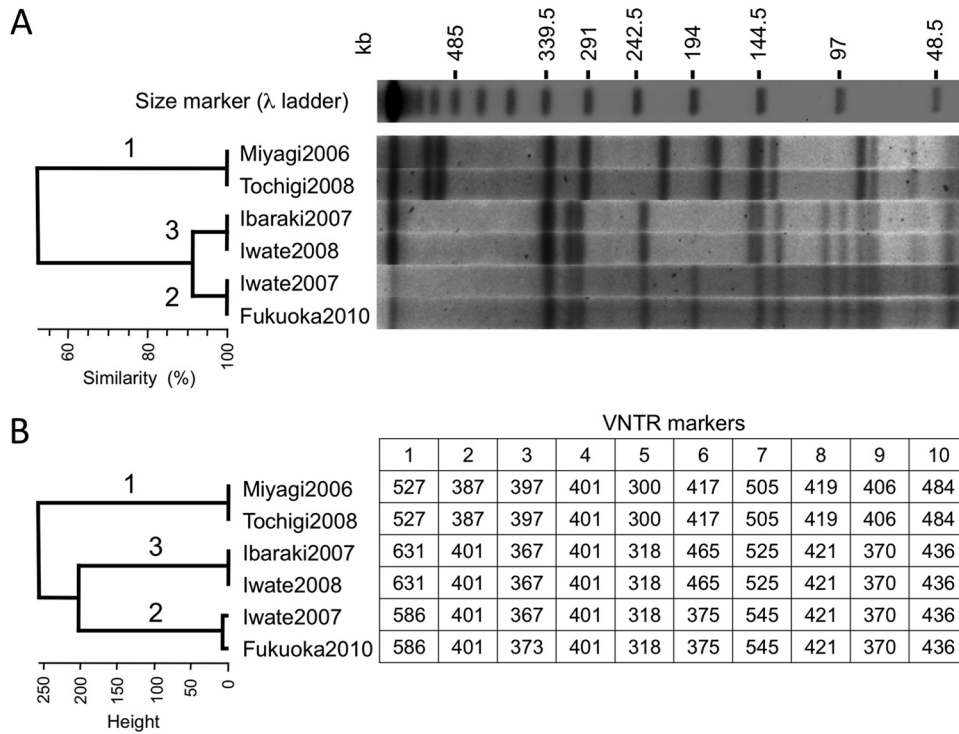 A
kb 485 339.5 291 242.5 194 144.5 97 48.5
Size marker (λ ladder)
1
Miyagi2006
Tochigi2008
3
Ibaraki2007
Iwate2008
2
Iwate2007
Fukuoka2010
60 80 100
Similarity (%)
B
VNTR markers
1 2 3 4 5 6 7 8 9 10
1
Miyagi2006 527 387 397 401 300 417 505 419 406 484
Tochigi2008 527 387 397 401 300 417 505 419 406 484
3
Ibaraki2007 631 401 367 401 318 465 525 421 370 436
Iwate2008 631 401 367 401 318 465 525 421 370 436
2
Iwate2007 586 401 367 401 318 375 545 421 370 436
Fukuoka2010 586 401 373 401 318 375 545 421 370 436
250 200 150 100 50 0
Height